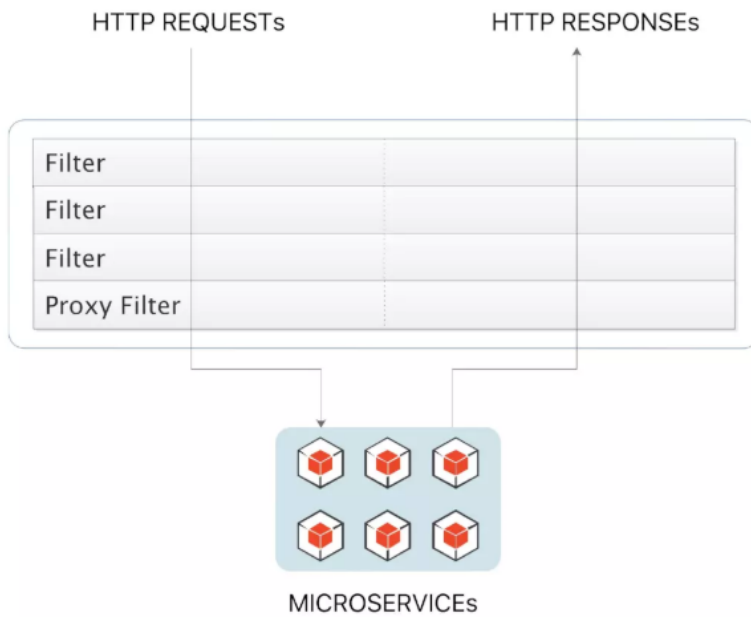 HTTP REQUESTs
HTTP RESPONSEs
Filter
Filter
Filter
Proxy Filter
MICROSERVICEs